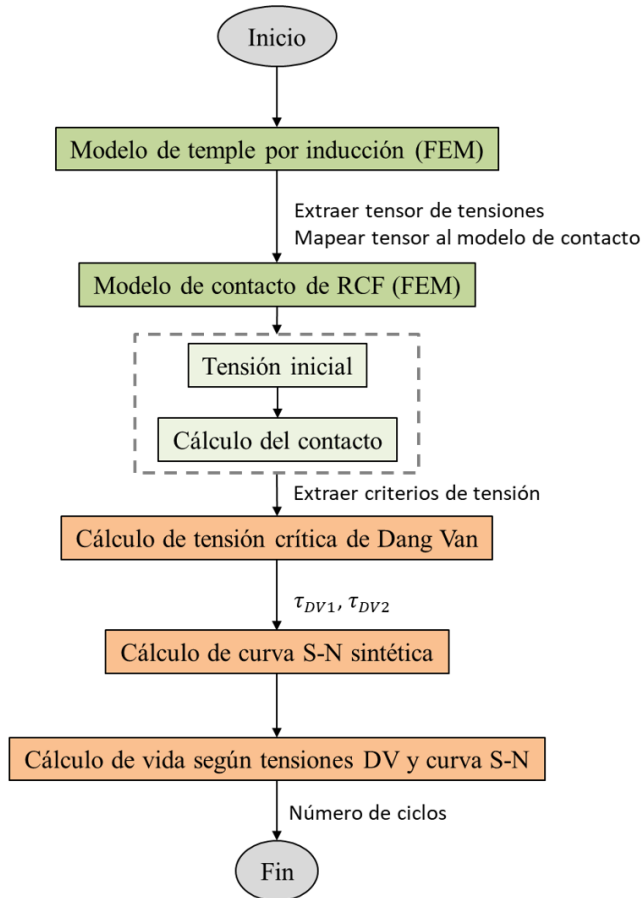 Inicio
Modelo de temple por inducción (FEM)
Extraer tensor de tensiones
Mapear tensor al modelo de contacto
Modelo de contacto de RCF (FEM)
Tensión inicial
Cálculo del contacto
Extraer criterios de tensión
Cálculo de tensión crítica de Dang Van
τ_DV1, τ_DV2
Cálculo de curva S-N sintética
Cálculo de vida según tensiones DV y curva S-N
Número de ciclos
Fin